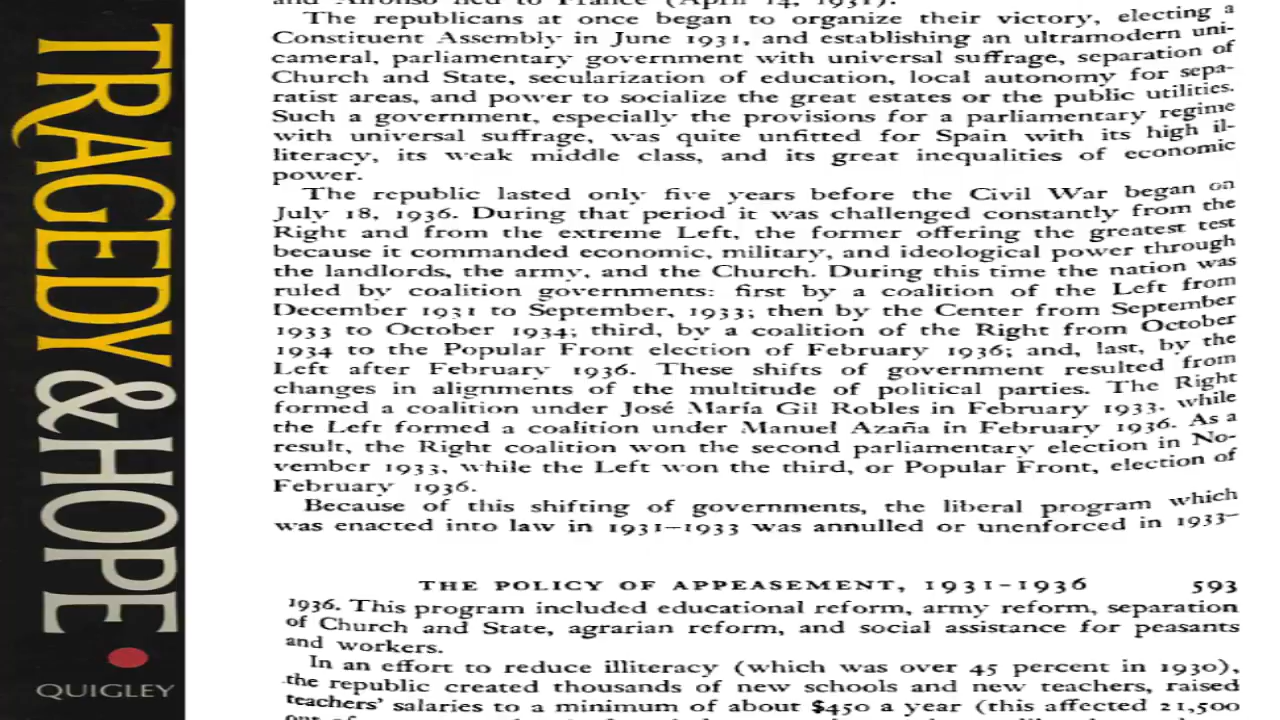 TRAGEDY & HOPE
QUIGLEY
and Alfonso fled to France (April 14, 1931).
The republicans at once began to organize their victory, electing a
Constituent Assembly in June 1931, and establishing an ultramodern uni-
cameral, parliamentary government with universal suffrage, separation of
Church and State, secularization of education, local autonomy for sepa-
ratist areas, and power to socialize the great estates or the public utilities.
Such a government, especially the provisions for a parliamentary regime
with universal suffrage, was quite unfitted for Spain with its high il-
literacy, its weak middle class, and its great inequalities of economic
power.
The republic lasted only five years before the Civil War began on
July 18, 1936. During that period it was challenged constantly from the
Right and from the extreme Left, the former offering the greatest test
because it commanded economic, military, and ideological power through
the landlords, the army, and the Church. During this time the nation was
ruled by coalition governments: first by a coalition of the Left from
December 1931 to September, 1933; then by the Center from September
1933 to October 1934; third, by a coalition of the Right from October
1934 to the Popular Front election of February 1936; and, last, by the
Left after February 1936. These shifts of government resulted from
changes in alignments of the multitude of political parties. The Right
formed a coalition under José María Gil Robles in February 1933, while
the Left formed a coalition under Manuel Azaña in February 1936. As a
result, the Right coalition won the second parliamentary election in No-
vember 1933, while the Left won the third, or Popular Front, election of
February 1936.
Because of this shifting of governments, the liberal program which
was enacted into law in 1931–1933 was annulled or unenforced in 1933–
THE POLICY OF APPEASEMENT, 1931–1936 593
1936. This program included educational reform, army reform, separation
of Church and State, agrarian reform, and social assistance for peasants
and workers.
In an effort to reduce illiteracy (which was over 45 percent in 1930),
the republic created thousands of new schools and new teachers, raised
teachers' salaries to a minimum of about $450 a year (this affected 21,500